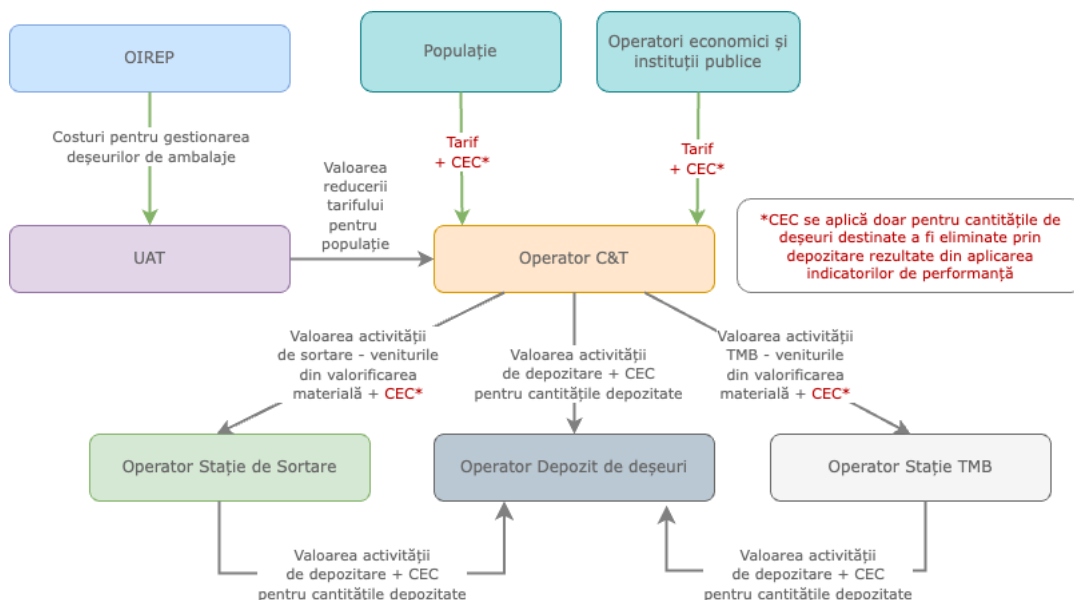 OIREP
Populație
Operatori economici și
instituții publice
Costuri pentru gestionarea
deșeurilor de ambalaje
Tarif
+ CEC*
Tarif
+ CEC*
Valoarea
reducerii
tarifului
pentru
populație
UAT
Operator C&T
*CEC se aplică doar pentru cantitățile de
deșeuri destinate a fi eliminate prin
depozitare rezultate din aplicarea
indicatorilor de performanță
Valoarea activității
de sortare - veniturile
din valorificarea
materială + CEC*
Valoarea activității
de depozitare + CEC
pentru cantitățile depozitate
Valoarea activității
TMB - veniturile
din valorificarea
materială + CEC*
Operator Stație de Sortare
Operator Depozit de deșeuri
Operator Stație TMB
Valoarea activității
de depozitare + CEC
pentru cantitățile depozitate
Valoarea activității
de depozitare + CEC
pentru cantitățile depozitate